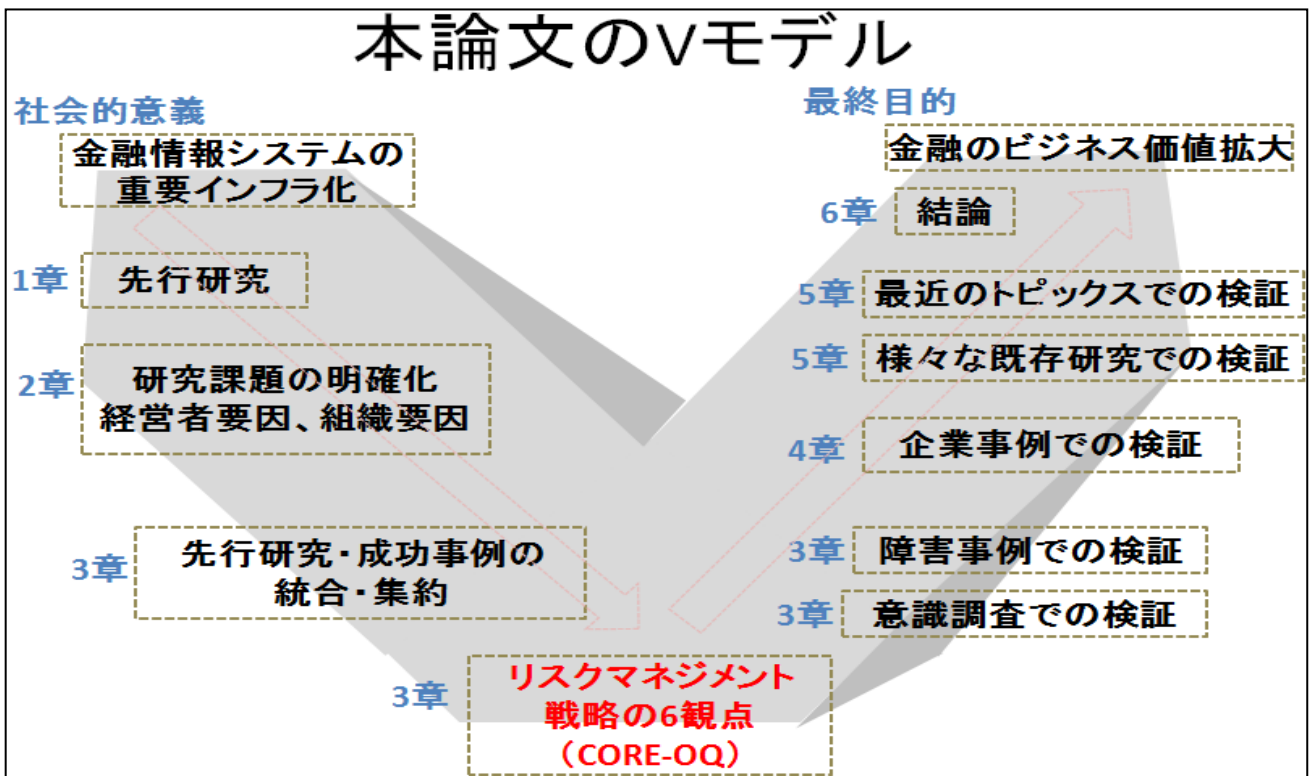 本論文のVモデル
社会的意義
金融情報システムの
重要インフラ化
1章 先行研究
2章 研究課題の明確化
経営者要因、組織要因
3章 先行研究・成功事例の
統合・集約
3章 リスクマネジメント
戦略の6観点
（CORE-OQ）
最終目的
金融のビジネス価値拡大
6章 結論
5章 最近のトピックスでの検証
5章 様々な既存研究での検証
4章 企業事例での検証
3章 障害事例での検証
3章 意識調査での検証